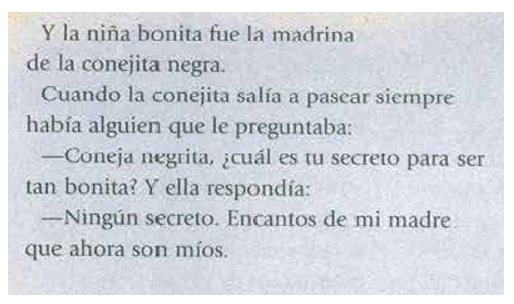 Y la niña bonita fue la madrina
de la conejita negra.
Cuando la conejita salía a pasear siempre
había alguien que le preguntaba:
—Coneja negrita, ¿cuál es tu secreto para ser
tan bonita? Y ella respondía:
—Ningún secreto. Encantos de mi madre
que ahora son míos.